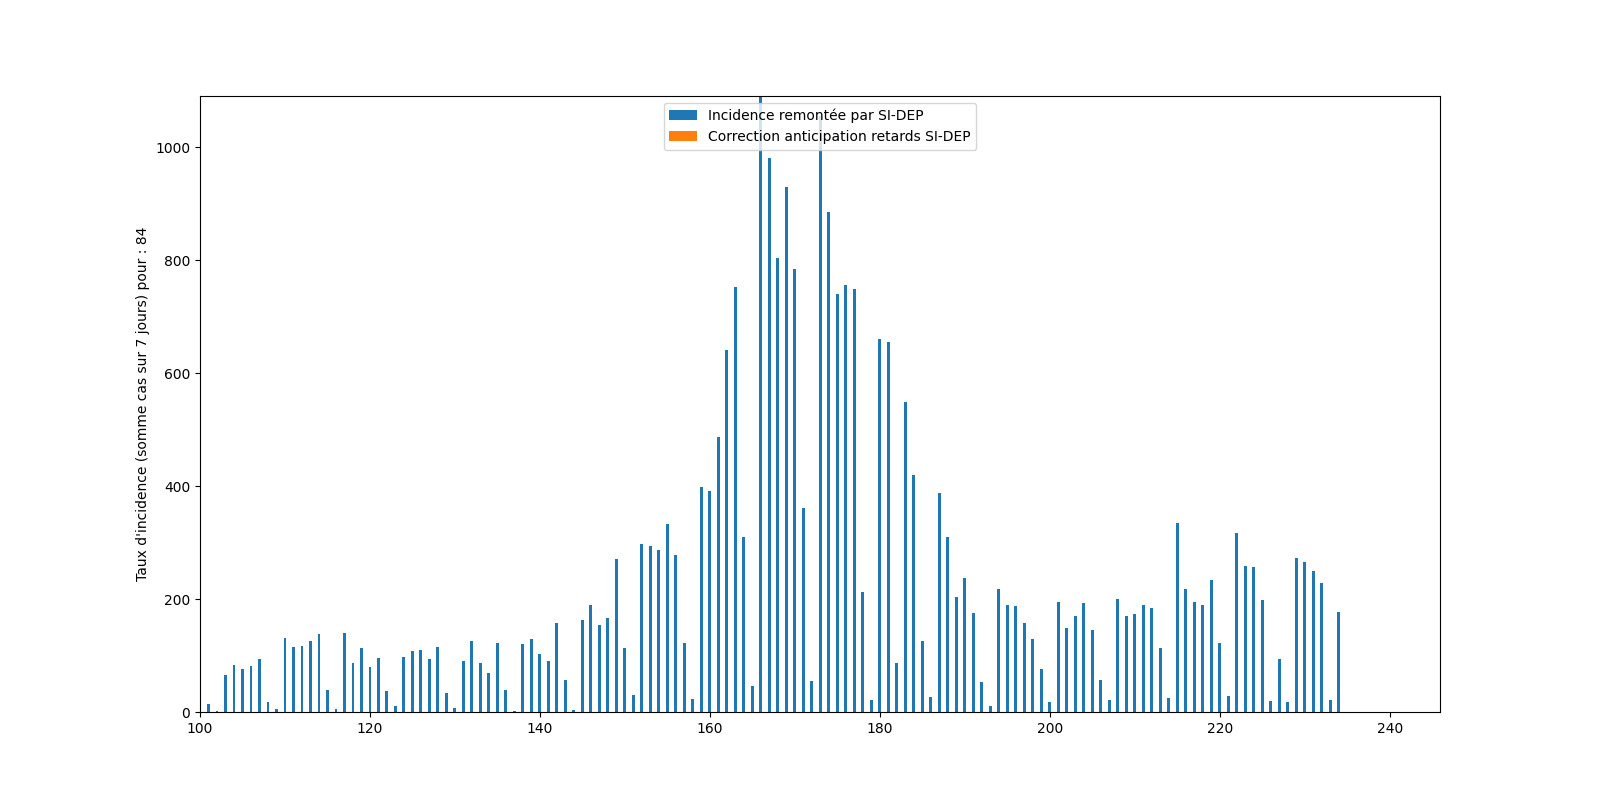 Incidence remontée par SI-DEP
Correction anticipation retards SI-DEP
Taux d'incidence (somme cas sur 7 jours) pour : 84
1000
800
600
400
200
0
100 120 140 160 180 200 220 240